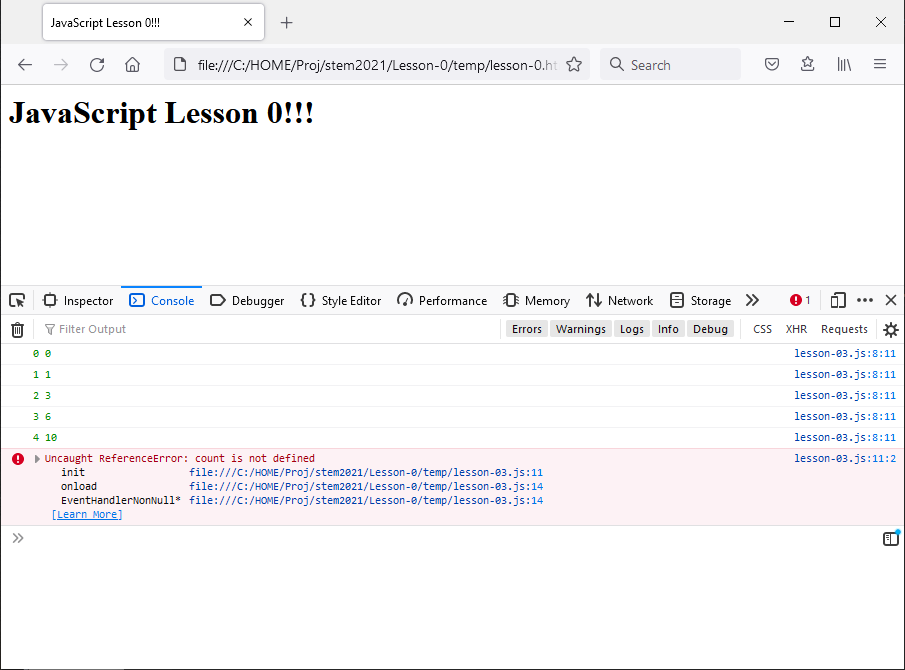 JavaScript Lesson 0!!!
file:///C:/HOME/Proj/stem2021/Lesson-0/temp/lesson-0.ht
Search
JavaScript Lesson 0!!!
Inspector Console Debugger Style Editor Performance Memory Network Storage 1
Filter Output Errors Warnings Logs Info Debug CSS XHR Requests
0 0 lesson-03.js:8:11
1 1 lesson-03.js:8:11
2 3 lesson-03.js:8:11
3 6 lesson-03.js:8:11
4 10 lesson-03.js:8:11
Uncaught ReferenceError: count is not defined lesson-03.js:11:2
init file:///C:/HOME/Proj/stem2021/Lesson-0/temp/lesson-03.js:11
onload file:///C:/HOME/Proj/stem2021/Lesson-0/temp/lesson-03.js:14
EventHandlerNonNull* file:///C:/HOME/Proj/stem2021/Lesson-0/temp/lesson-03.js:14
[Learn More]